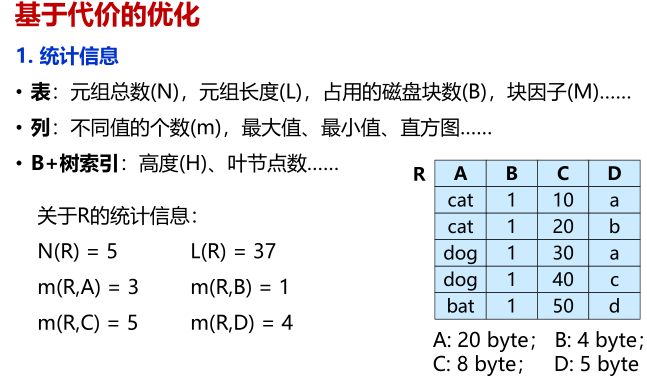 基于代价的优化
1. 统计信息
• 表：元组总数(N)，元组长度(L)，占用的磁盘块数(B)，块因子(M)……
• 列：不同值的个数(m)，最大值、最小值、直方图……
• B+树索引：高度(H)、叶节点数……
关于R的统计信息：
N(R) = 5 L(R) = 37
m(R,A) = 3 m(R,B) = 1
m(R,C) = 5 m(R,D) = 4
R A B C D
cat 1 10 a
cat 1 20 b
dog 1 30 a
dog 1 40 c
bat 1 50 d
A: 20 byte； B: 4 byte；
C: 8 byte； D: 5 byte